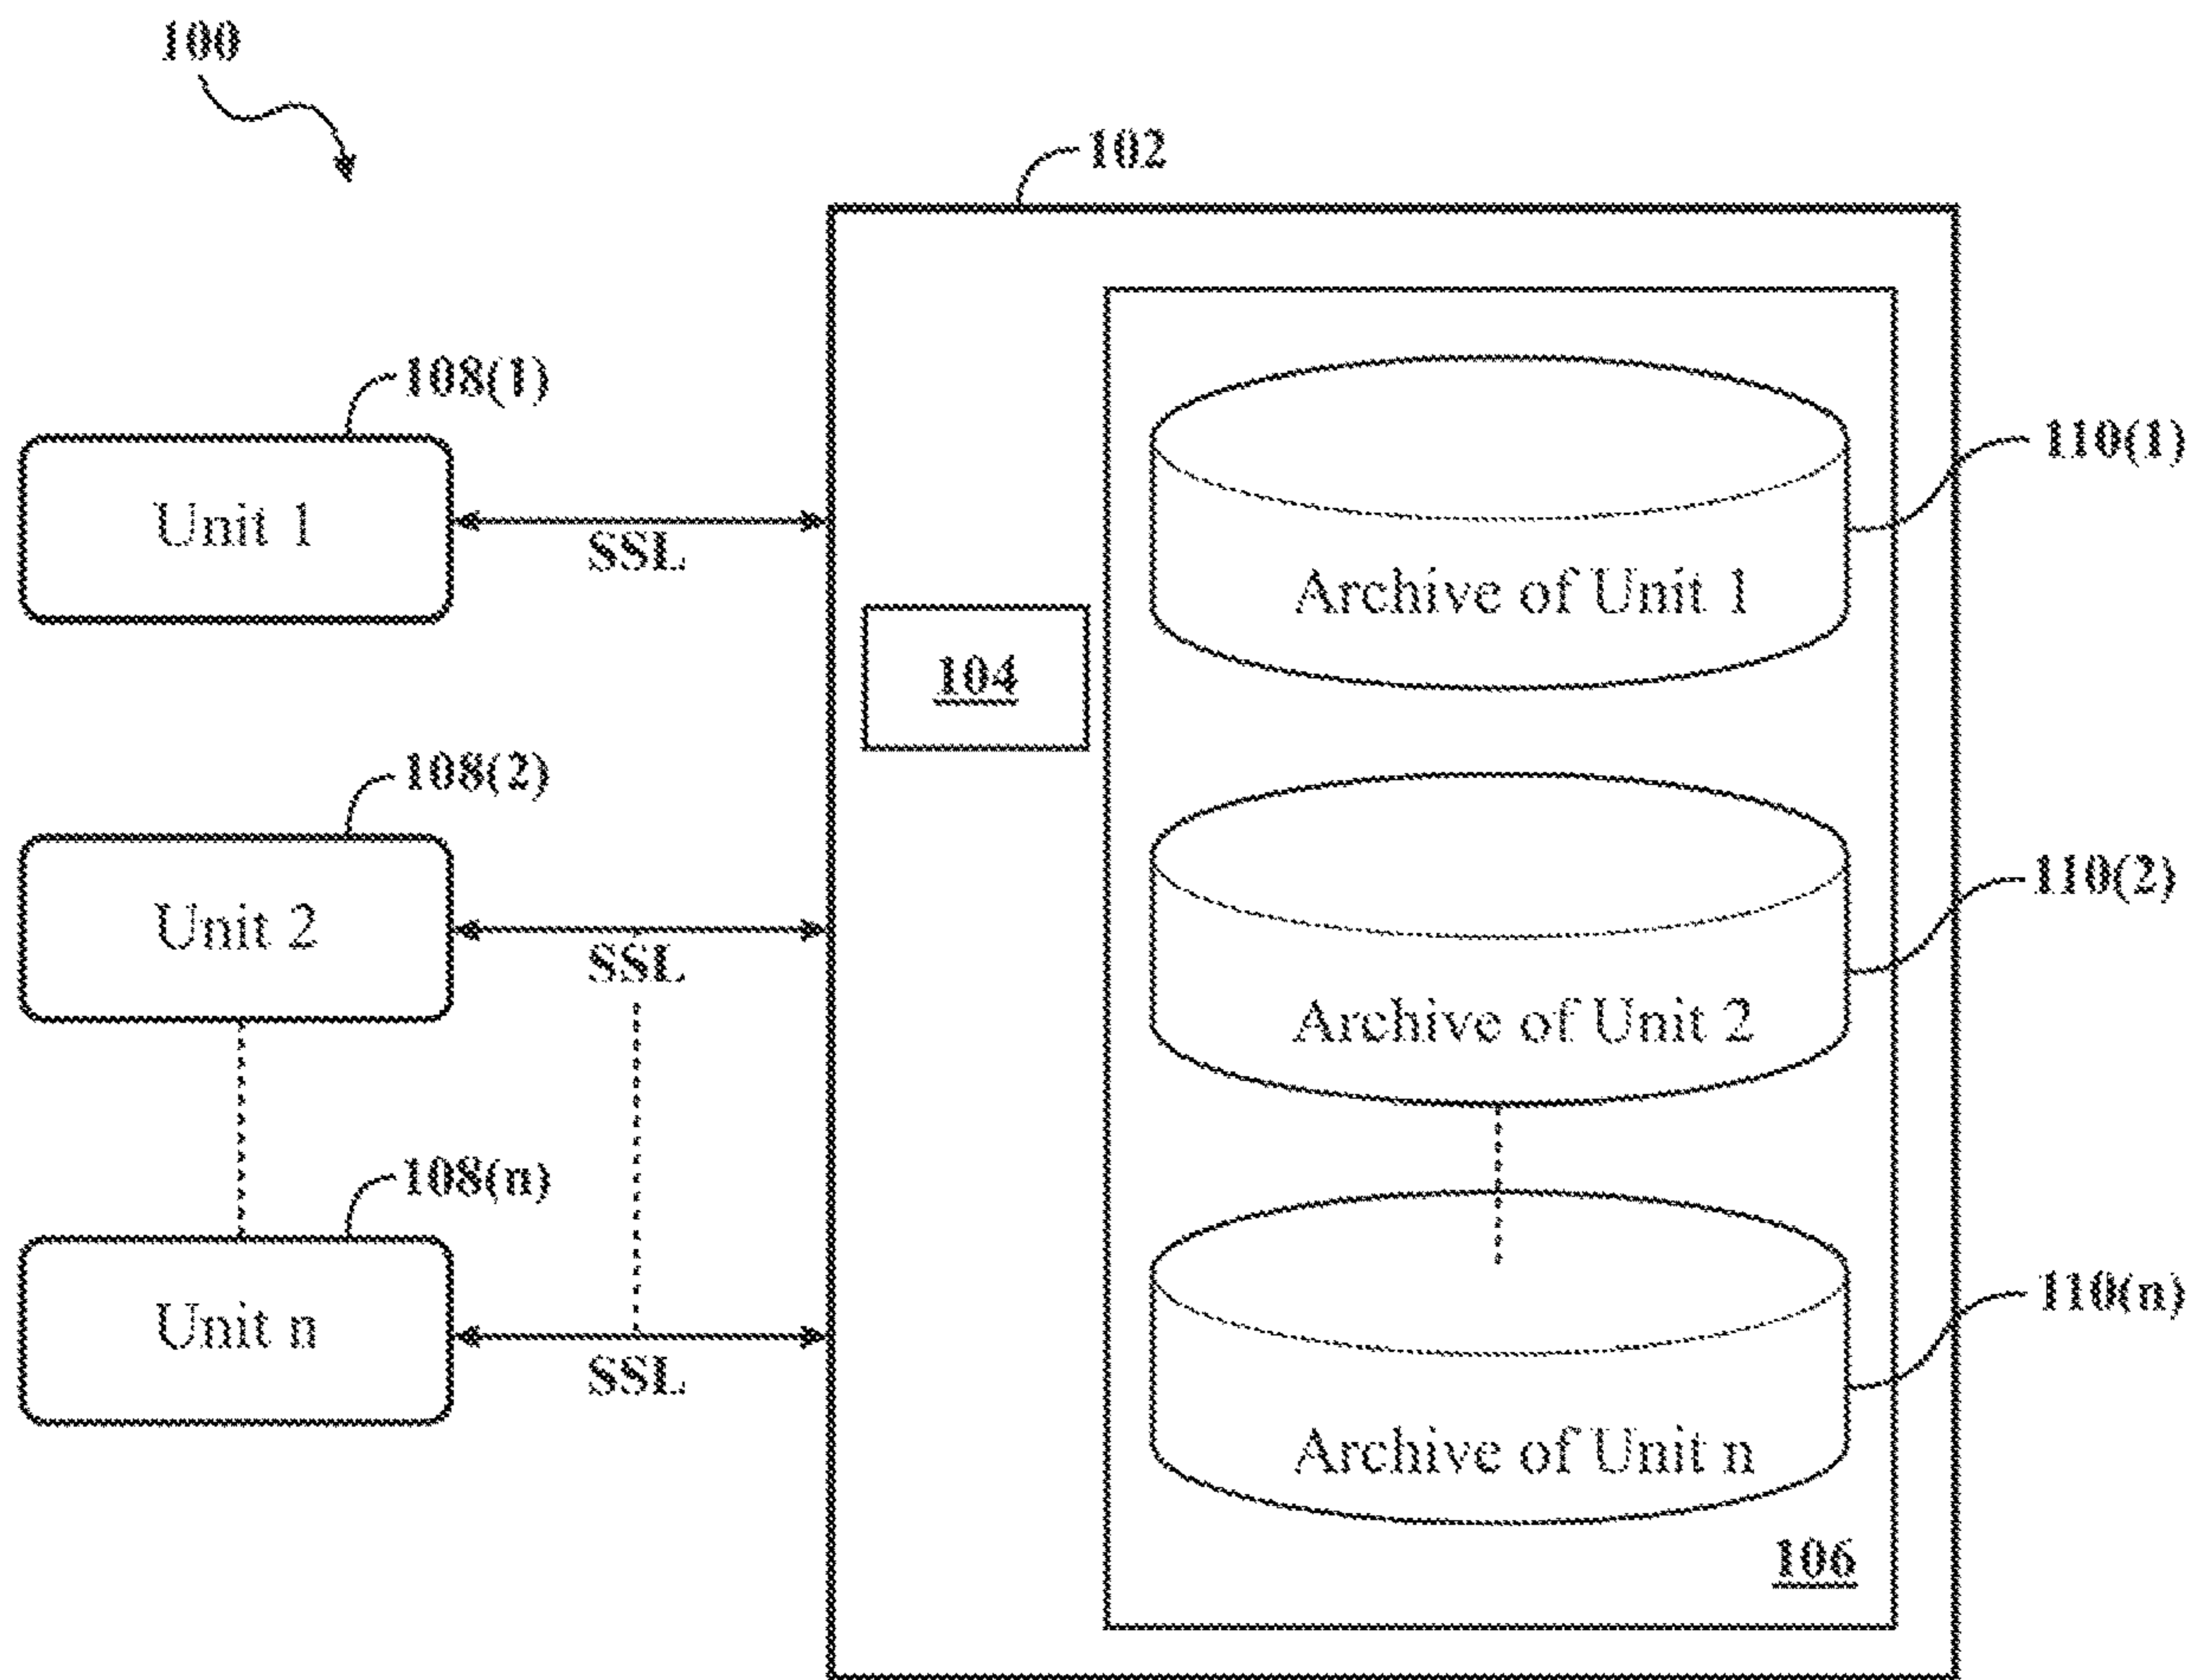 100
102
108(1)
Unit 1
SSL
110(1)
Archive of Unit 1
104
108(2)
Unit 2
SSL
110(2)
Archive of Unit 2
108(n)
Unit n
SSL
110(n)
Archive of Unit n
106